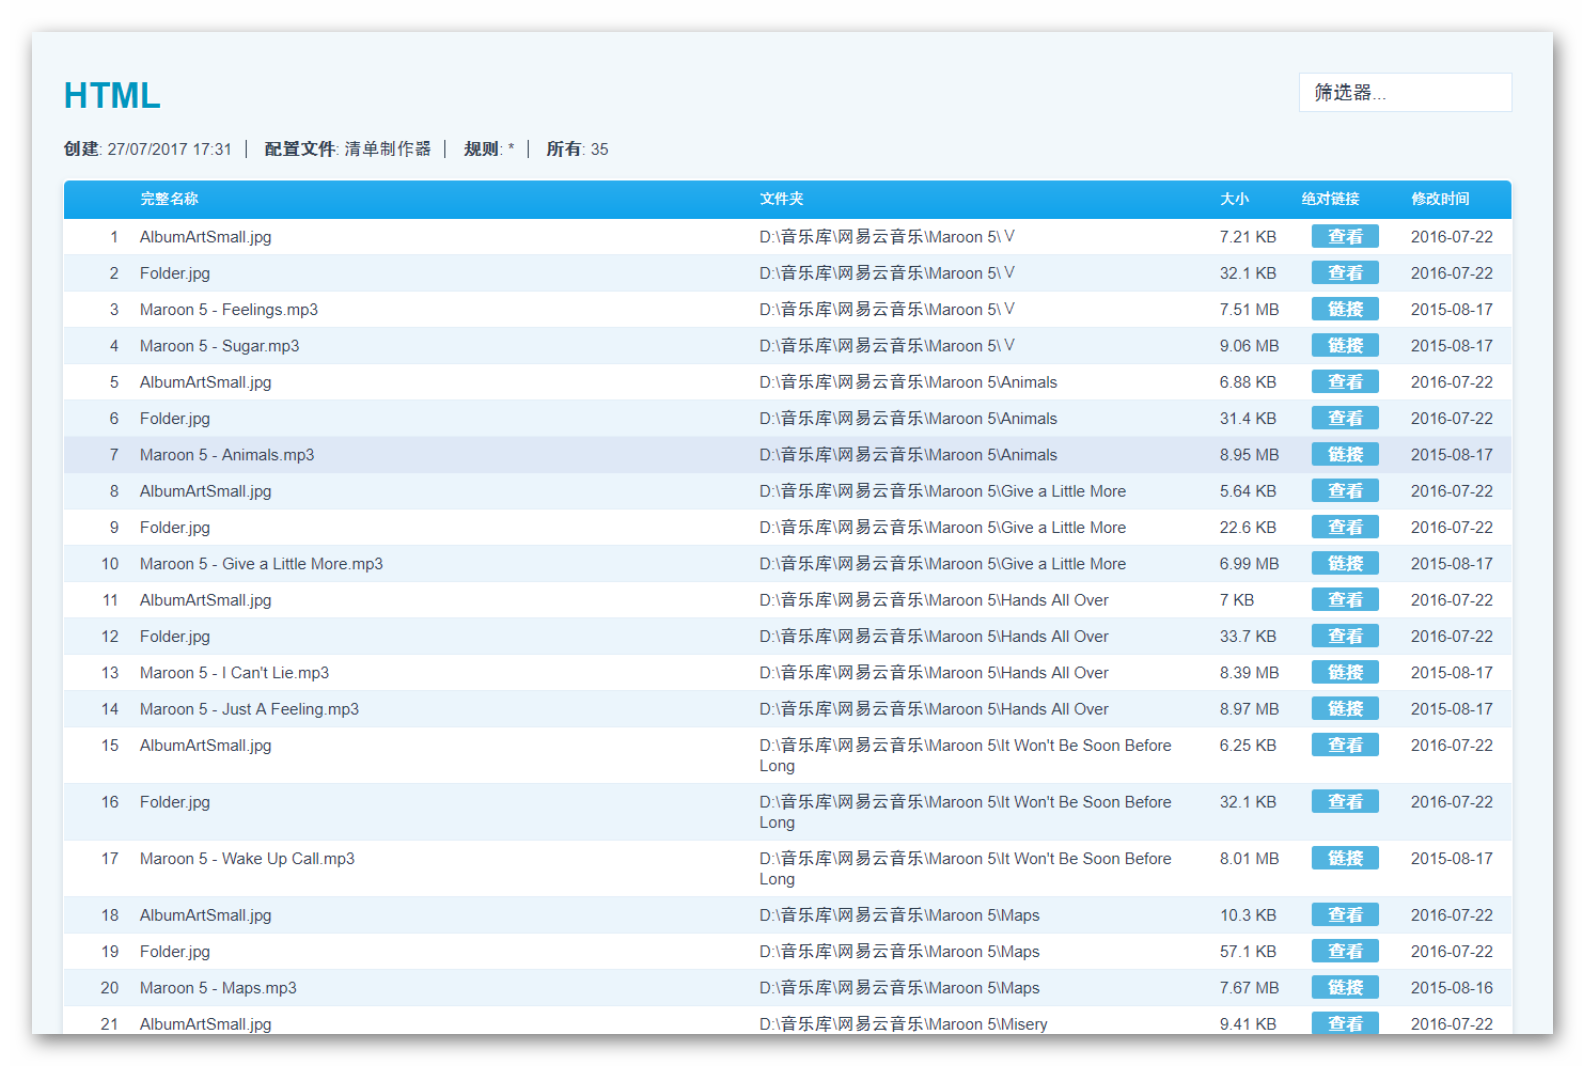 HTML
筛选器...
创建: 27/07/2017 17:31 | 配置文件: 清单制作器 | 规则: * | 所有: 35
完整名称 文件夹 大小 绝对链接 修改时间
1 AlbumArtSmall.jpg D:\音乐库\网易云音乐\Maroon 5\Ⅴ 7.21 KB 查看 2016-07-22
2 Folder.jpg D:\音乐库\网易云音乐\Maroon 5\Ⅴ 32.1 KB 查看 2016-07-22
3 Maroon 5 - Feelings.mp3 D:\音乐库\网易云音乐\Maroon 5\Ⅴ 7.51 MB 链接 2015-08-17
4 Maroon 5 - Sugar.mp3 D:\音乐库\网易云音乐\Maroon 5\Ⅴ 9.06 MB 链接 2015-08-17
5 AlbumArtSmall.jpg D:\音乐库\网易云音乐\Maroon 5\Animals 6.88 KB 查看 2016-07-22
6 Folder.jpg D:\音乐库\网易云音乐\Maroon 5\Animals 31.4 KB 查看 2016-07-22
7 Maroon 5 - Animals.mp3 D:\音乐库\网易云音乐\Maroon 5\Animals 8.95 MB 链接 2015-08-17
8 AlbumArtSmall.jpg D:\音乐库\网易云音乐\Maroon 5\Give a Little More 5.64 KB 查看 2016-07-22
9 Folder.jpg D:\音乐库\网易云音乐\Maroon 5\Give a Little More 22.6 KB 查看 2016-07-22
10 Maroon 5 - Give a Little More.mp3 D:\音乐库\网易云音乐\Maroon 5\Give a Little More 6.99 MB 链接 2015-08-17
11 AlbumArtSmall.jpg D:\音乐库\网易云音乐\Maroon 5\Hands All Over 7 KB 查看 2016-07-22
12 Folder.jpg D:\音乐库\网易云音乐\Maroon 5\Hands All Over 33.7 KB 查看 2016-07-22
13 Maroon 5 - I Can't Lie.mp3 D:\音乐库\网易云音乐\Maroon 5\Hands All Over 8.39 MB 链接 2015-08-17
14 Maroon 5 - Just A Feeling.mp3 D:\音乐库\网易云音乐\Maroon 5\Hands All Over 8.97 MB 链接 2015-08-17
15 AlbumArtSmall.jpg D:\音乐库\网易云音乐\Maroon 5\It Won't Be Soon Before 6.25 KB 查看 2016-07-22
Long
16 Folder.jpg D:\音乐库\网易云音乐\Maroon 5\It Won't Be Soon Before 32.1 KB 查看 2016-07-22
Long
17 Maroon 5 - Wake Up Call.mp3 D:\音乐库\网易云音乐\Maroon 5\It Won't Be Soon Before 8.01 MB 链接 2015-08-17
Long
18 AlbumArtSmall.jpg D:\音乐库\网易云音乐\Maroon 5\Maps 10.3 KB 查看 2016-07-22
19 Folder.jpg D:\音乐库\网易云音乐\Maroon 5\Maps 57.1 KB 查看 2016-07-22
20 Maroon 5 - Maps.mp3 D:\音乐库\网易云音乐\Maroon 5\Maps 7.67 MB 链接 2015-08-16
21 AlbumArtSmall.jpg D:\音乐库\网易云音乐\Maroon 5\Misery 9.41 KB 查看 2016-07-22